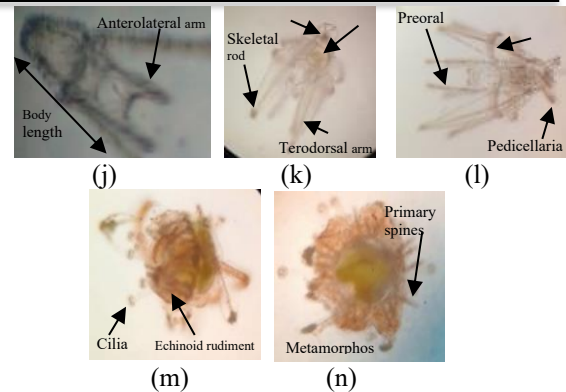 Anterolateral arm
Body
length
(j)
Skeletal
rod
Terodorsal arm
(k)
Preoral
Pedicellaria
(l)
Cilia
Echinoid rudiment
(m)
Primary
spines
Metamorphos
(n)